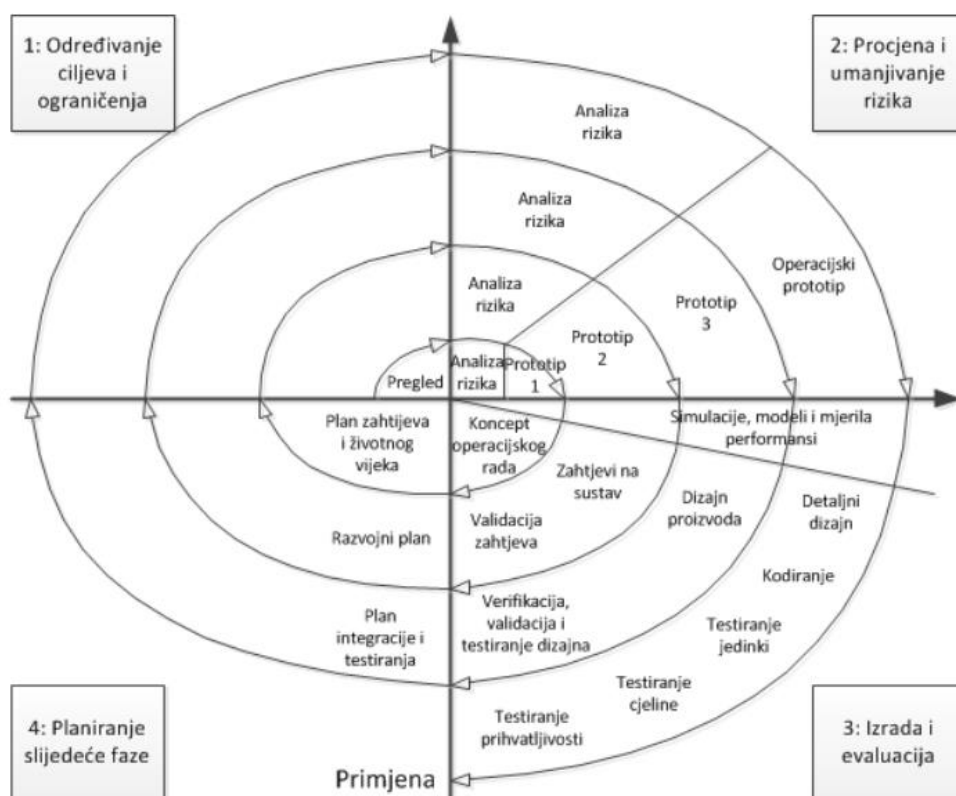 1: Određivanje
ciljeva i
ograničenja
2: Procjena i
umanjivanje
rizika
Analiza
rizika
Analiza
rizika
Operacijski
prototip
Analiza
rizika
Prototip
3
Prototip
2
Pregled
Analiza
rizika
Prototip
1
Plan zahtijeva
i životnog
vijeka
Koncept
operacijskog
rada
Simulacije, modeli i mjerila
performansi
Zahtjevi na
sustav
Dizajn
proizvoda
Detaljni
dizajn
Razvojni plan
Validacija
zahtjeva
Kodiranje
Plan
integracije i
testiranja
Verifikacija,
validacija i
testiranje dizajna
Testiranje
jedinki
Testiranje
cjeline
Testiranje
prihvatljivosti
4: Planiranje
slijedeće faze
Primjena
3: Izrada i
evaluacija